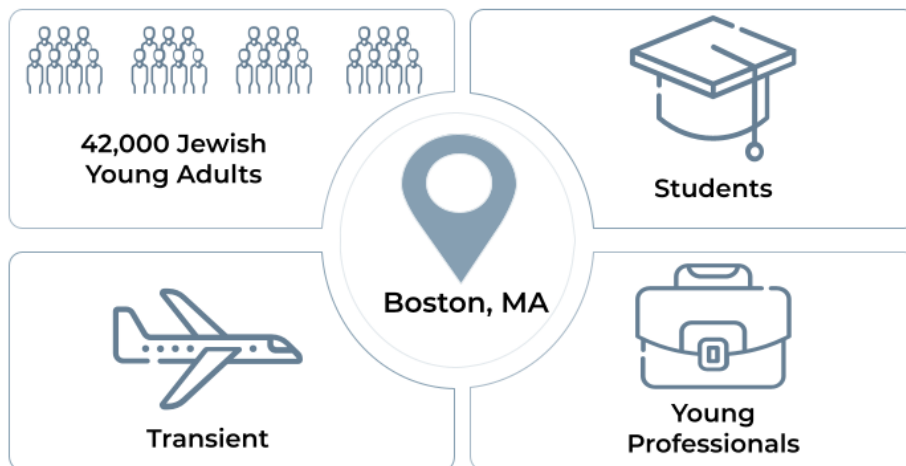 42,000 Jewish
Young Adults
Students
Boston, MA
Transient
Young
Professionals